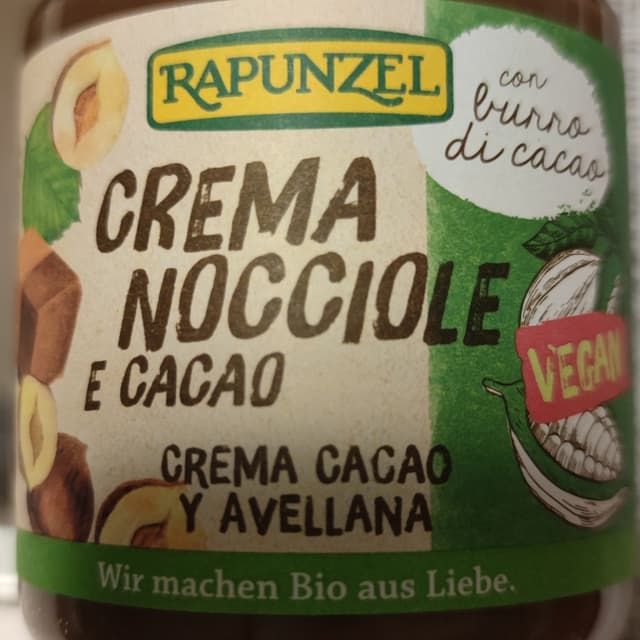 RAPUNZEL
con
burro
di cacao
CREMA
NOCCIOLE
E CACAO
VEGAN
CREMA CACAO
Y AVELLANA
Wir machen Bio aus Liebe.